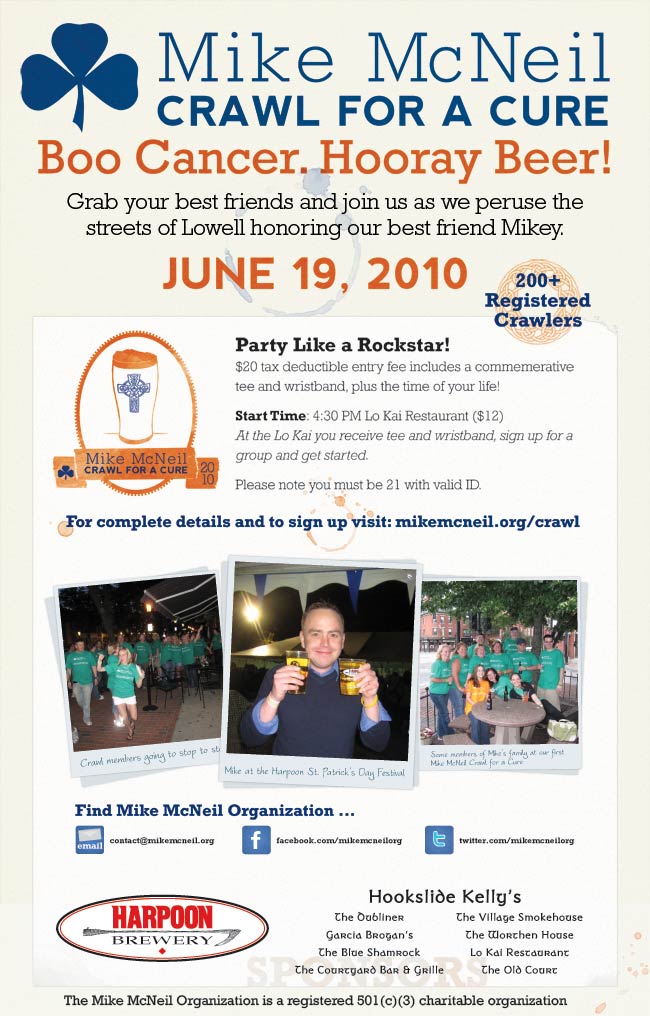 Mike McNeil
CRAWL FOR A CURE
Boo Cancer. Hooray Beer!
Grab your best friends and join us as we peruse the
streets of Lowell honoring our best friend Mikey.
JUNE 19, 2010
200+
Registered
Crawlers
Party Like a Rockstar!
$20 tax deductible entry fee includes a commemorative
tee and wristband, plus the time of your life!
Start Time: 4:30 PM Lo Kai Restaurant ($12)
At the Lo Kai you receive tee and wristband, sign up for a
group and get started.
Please note you must be 21 with valid ID.
Mike McNeil
CRAWL FOR A CURE
20
10
For complete details and to sign up visit: mikemcneil.org/crawl
Crawl members going to stop to st
Mike at the Harpoon St. Patrick's Day Festival
Some members of Mike's family at our first
Mike McNeil Crawl for a Cure
Find Mike McNeil Organization ...
email
contact@mikemcneil.org
facebook.com/mikemcneilorg
twitter.com/mikemcneilorg
HARPOON
BREWERY
Hookslide Kelly's
The Dubliner
The Village Smokehouse
Garcia Brogan's
The Worthen House
The Blue Shamrock
Lo Kai Restaurant
The Courtyard Bar & Grille
The Old Court
SPONSORS
The Mike McNeil Organization is a registered 501(c)(3) charitable organization